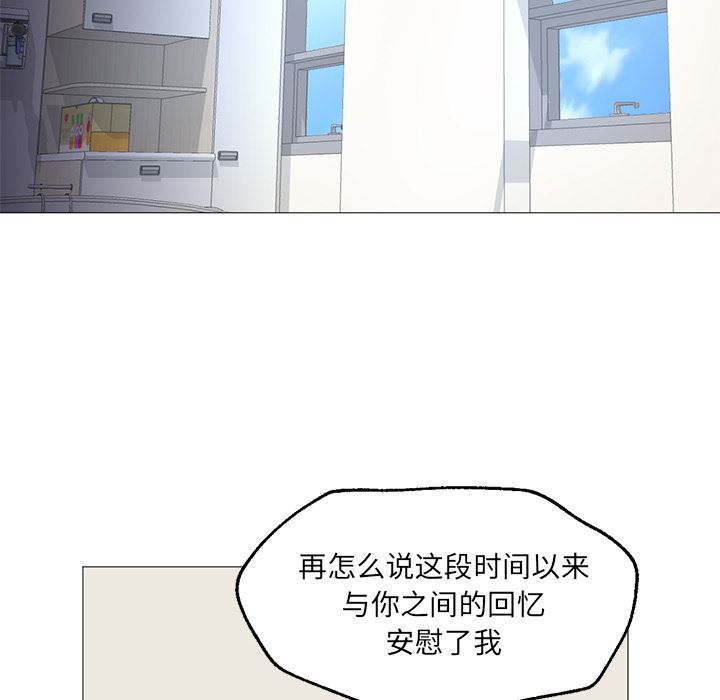 再怎么说这段时间以来
与你之间的回忆
安慰了我